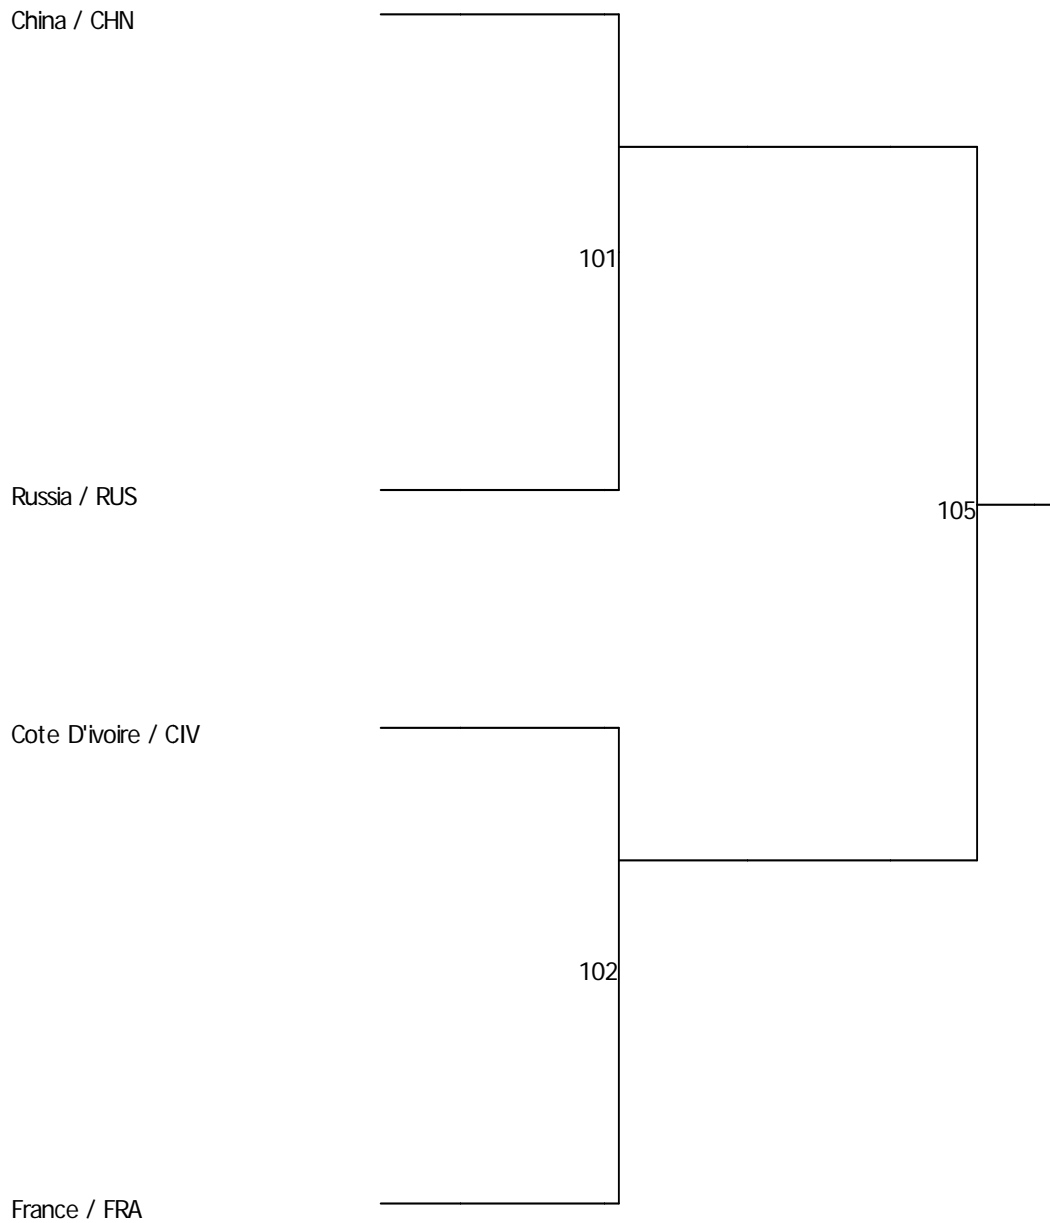 China / CHN
101
Russia / RUS
105
Cote D'ivoire / CIV
102
France / FRA